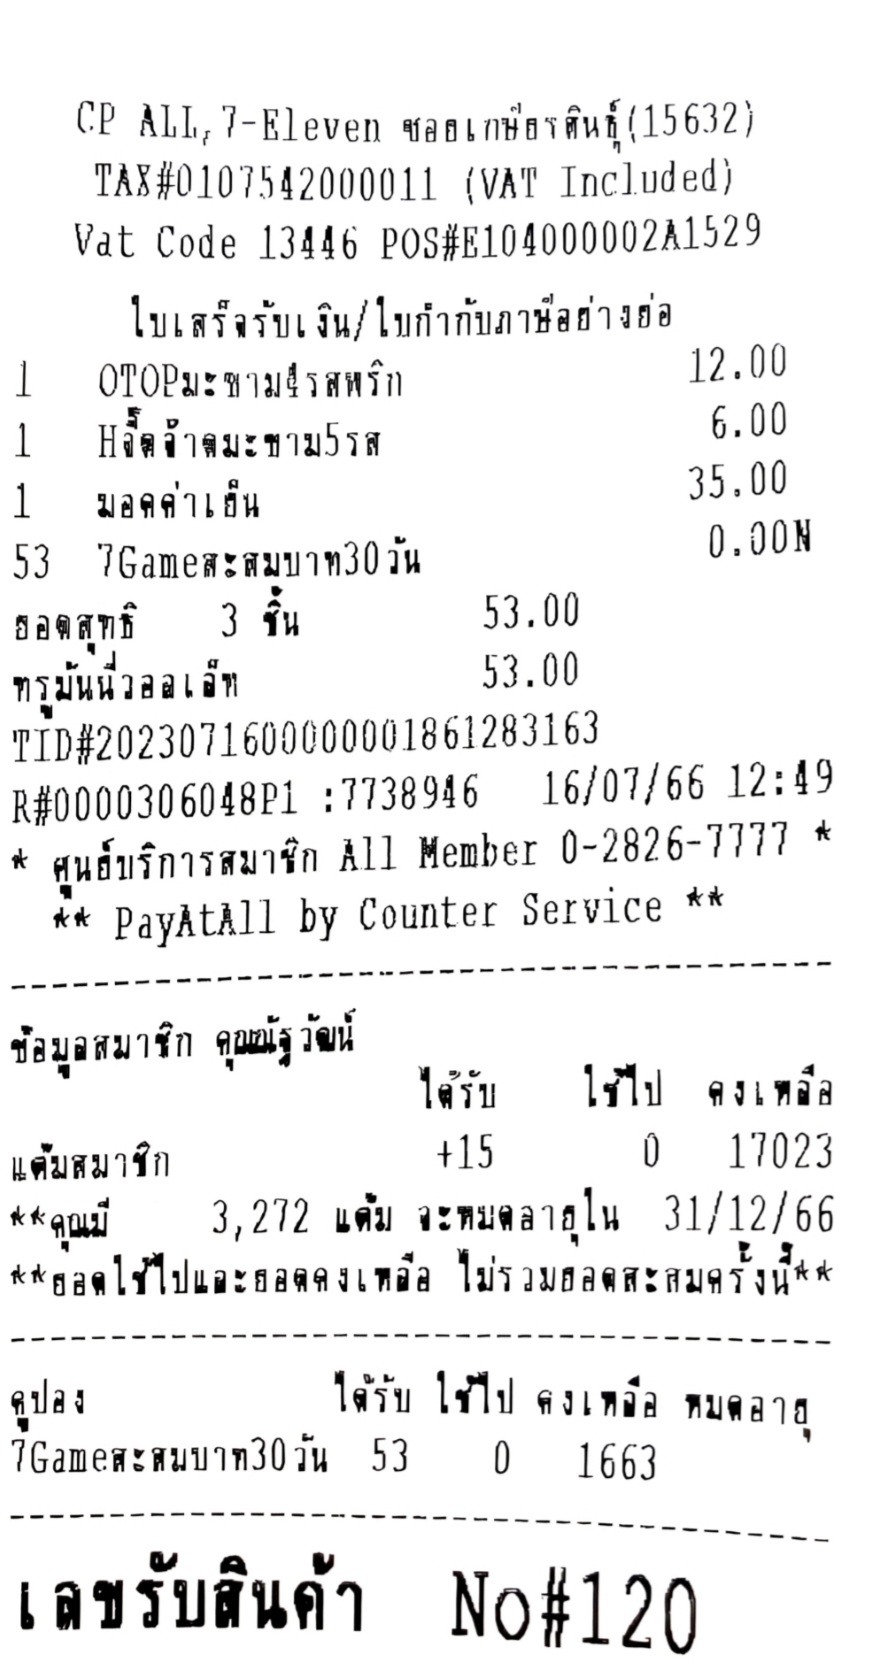 CP ALL, 7-Eleven ซอยเกษียรสินธุ์(15632)
TAX#0107542000011 (VAT Included)
Vat Code 13446 POS#E104000002A1529
ใบเสร็จรับเงิน/ใบกำกับภาษีอย่างย่อ
1 OTOPมะขาม4รสพริก 12.00
1 Hจี๊ดจ๊าดมะขาม5รส 6.00
1 มอคค่าเย็น 35.00
53 7Gameสะสมบาท30วัน 0.00N
ยอดสุทธิ 3 ชิ้น 53.00
ทรูมันนี่วอลเล็ท 53.00
TID#20230716000000001861283163
R#0000306048P1 :7738946 16/07/66 12:49
* ศูนย์บริการสมาชิก All Member 0-2826-7777 *
** PayAtAll by Counter Service **
ข้อมูลสมาชิก คุณณัฐวัฒน์
ได้รับ ใช้ไป คงเหลือ
แต้มสมาชิก +15 0 17023
**คุณมี 3,272 แต้ม จะหมดอายุใน 31/12/66
**ยอดใช้ไปและยอดคงเหลือ ไม่รวมยอดสะสมครั้งนี้**
คูปอง ได้รับ ใช้ไป คงเหลือ หมดอายุ
7Gameสะสมบาท30วัน 53 0 1663
เลขรับสินค้า No#120